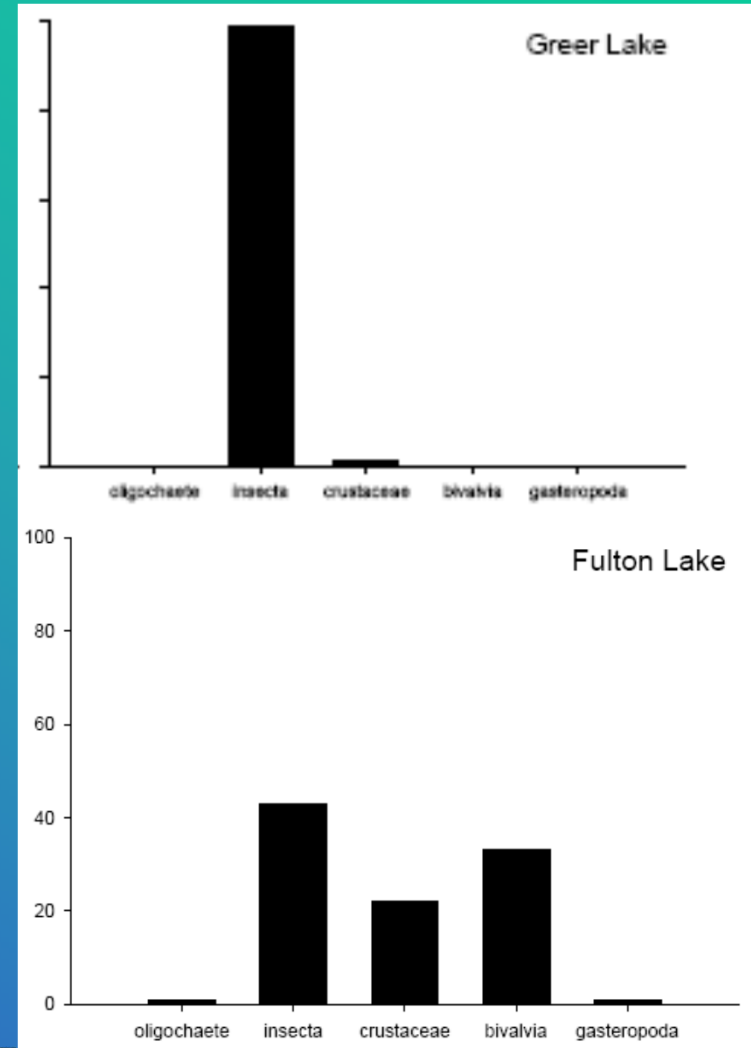 Greer Lake
oligochaete insecta crustaceae bivalvia gasteropoda
Fulton Lake
100
80
60
40
20
0
oligochaete insecta crustaceae bivalvia gasteropoda